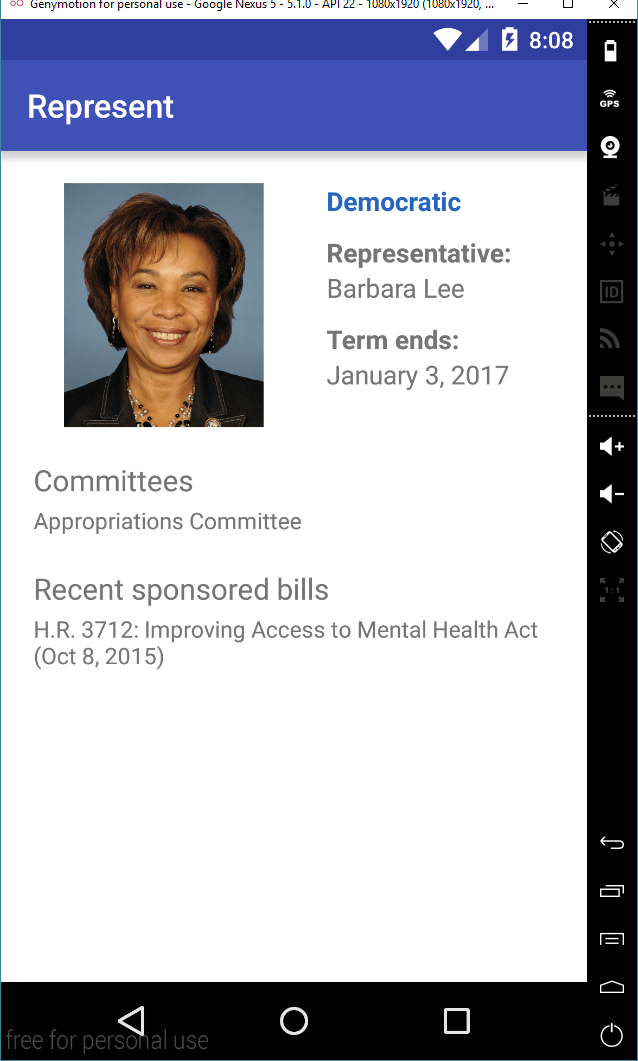 Genymotion for personal use - Google Nexus 5 - 5.1.0 - API 22 - 1080x1920 (1080x1920, ...
8:08
Represent
Democratic
Representative:
Barbara Lee
Term ends:
January 3, 2017
Committees
Appropriations Committee
Recent sponsored bills
H.R. 3712: Improving Access to Mental Health Act
(Oct 8, 2015)
GPS
ID
1:1
free for personal use